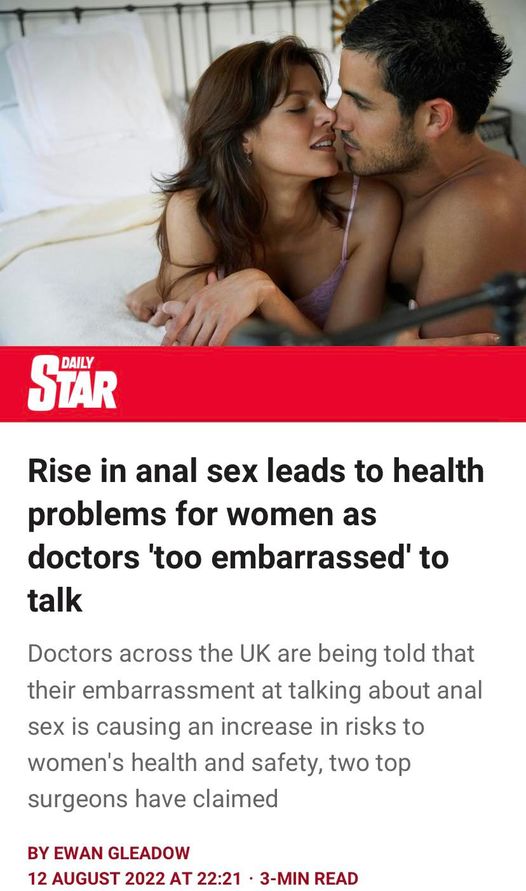 DAILY
STAR
Rise in anal sex leads to health
problems for women as
doctors 'too embarrassed' to
talk
Doctors across the UK are being told that
their embarrassment at talking about anal
sex is causing an increase in risks to
women's health and safety, two top
surgeons have claimed
BY EWAN GLEADOW
12 AUGUST 2022 AT 22:21 · 3-MIN READ